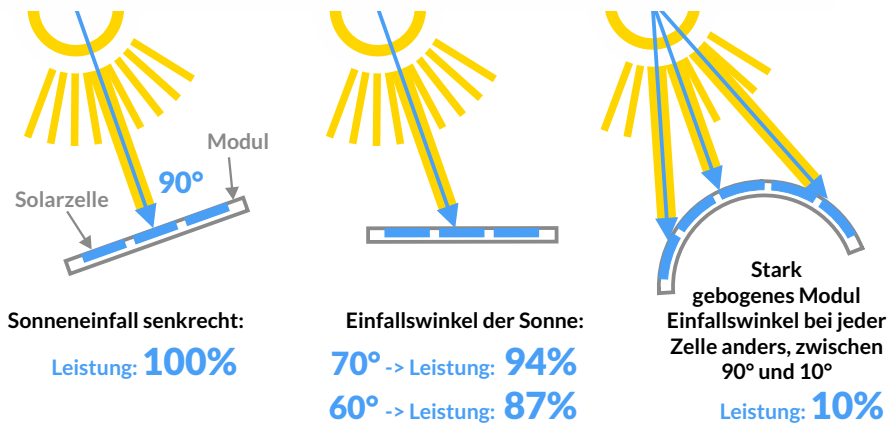 Modul
90°
Solarzelle
Sonneneinfall senkrecht:
Leistung: 100%
Einfallswinkel der Sonne:
70° -> Leistung: 94%
60° -> Leistung: 87%
Stark
gebogenes Modul
Einfallswinkel bei jeder
Zelle anders, zwischen
90° und 10°
Leistung: 10%